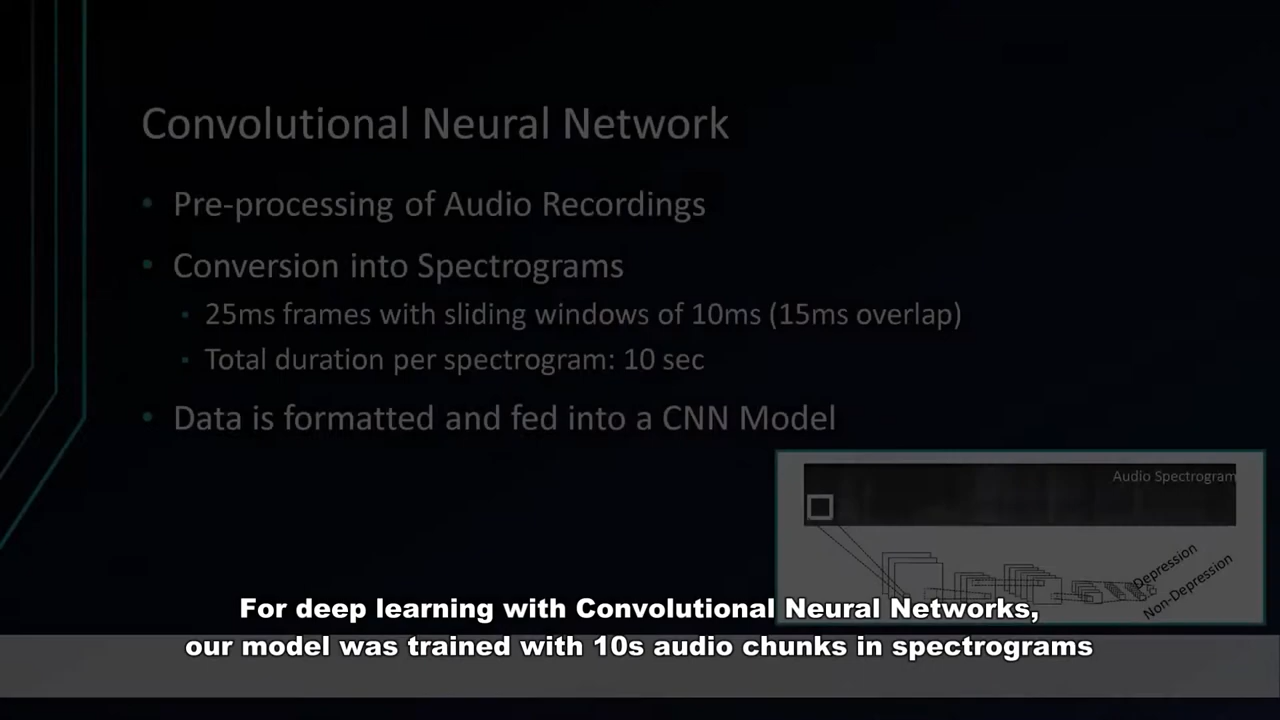 Convolutional Neural Network
• Pre-processing of Audio Recordings
• Conversion into Spectrograms
▪ 25ms frames with sliding windows of 10ms (15ms overlap)
▪ Total duration per spectrogram: 10 sec
• Data is formatted and fed into a CNN Model
Audio Spectrogram
Depression
Non-Depression
For deep learning with Convolutional Neural Networks,
our model was trained with 10s audio chunks in spectrograms